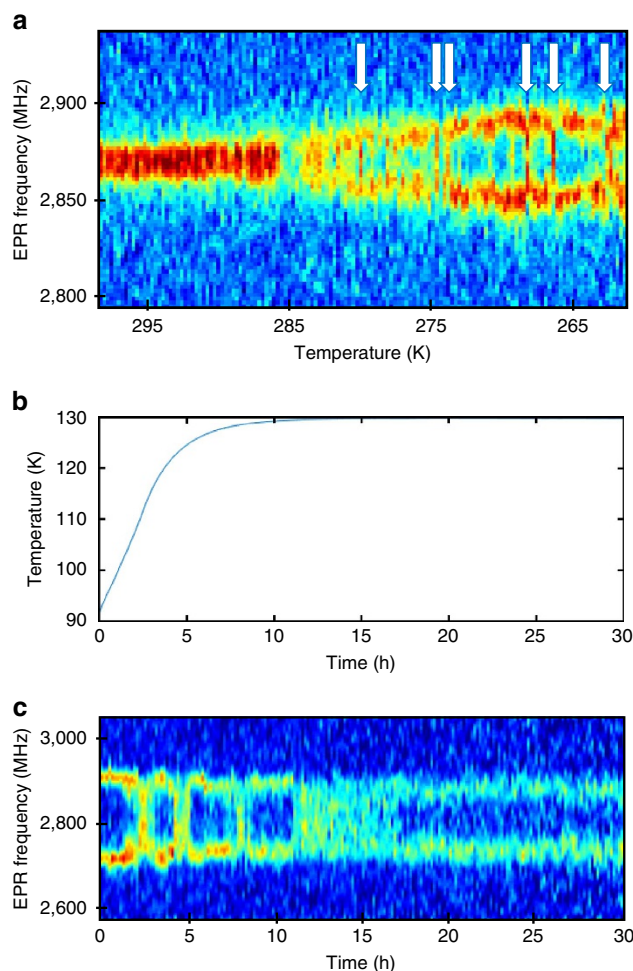 a
EPR frequency (MHz)
2,900
2,850
2,800
295 285 275 265
Temperature (K)
b
Temperature (K)
130
120
110
100
90
0 5 10 15 20 25 30
Time (h)
c
EPR frequency (MHz)
3,000
2,800
2,600
0 5 10 15 20 25 30
Time (h)